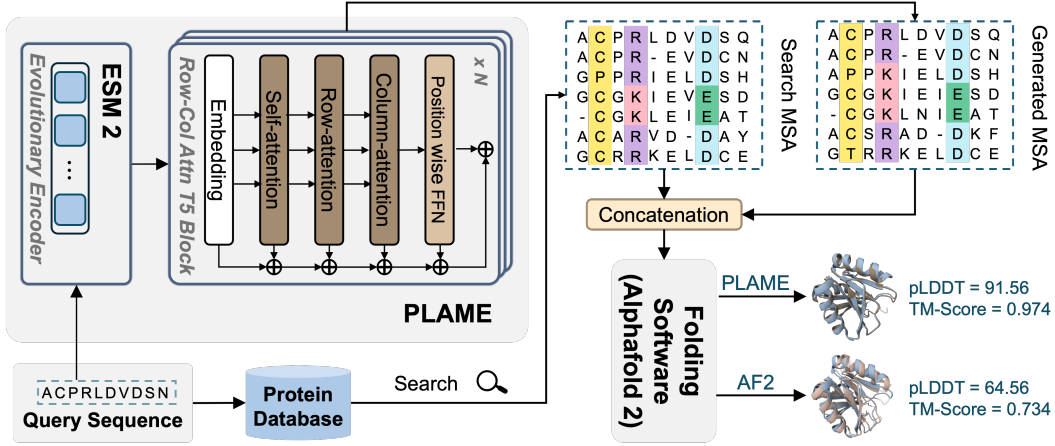 Evolutionary Encoder
ESM 2
...
Row-Col Attn T5 Block
Embedding
Self-attention
Row-attention
Column-attention
Position wise FFN
x N
PLAME
A C P R L D V D S N
Query Sequence
Protein
Database
Search
A C P R L D V D S Q
A C P R - E V D C N
G P P R I E L D S H
G C G K I E V E S D
- C G K L E I E A T
A C R R V D - D A Y
G C R R K E L D C E
Search MSA
A C P R L D V D S Q
A C P R - E V D C N
A P P K I E L D S H
G C G K I E I E S D
- C G K L N I E A T
A C S R A D - D K F
G T R R K E L D C E
Generated MSA
Concatenation
Folding
Software
(Alphafold 2)
PLAME
pLDDT = 91.56
TM-Score = 0.974
AF2
pLDDT = 64.56
TM-Score = 0.734